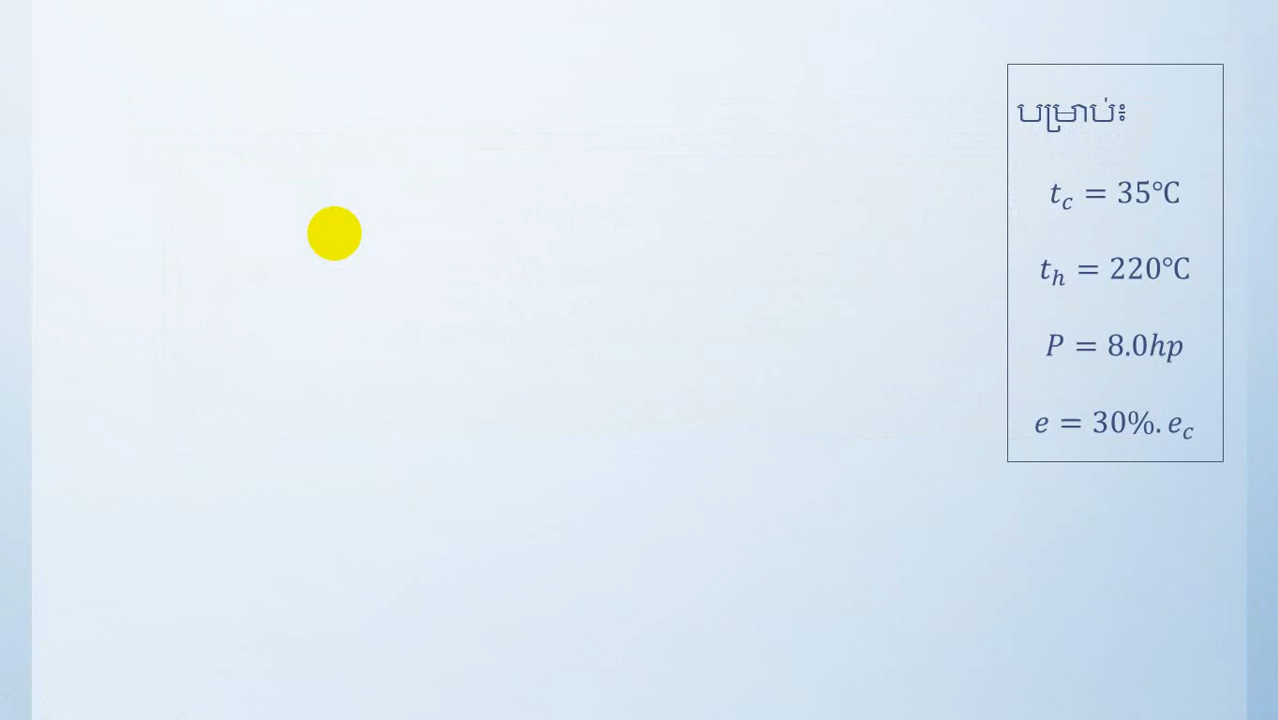 បម្រាប់៖
t_c = 35℃
t_h = 220℃
P = 8.0hp
e = 30%. e_c